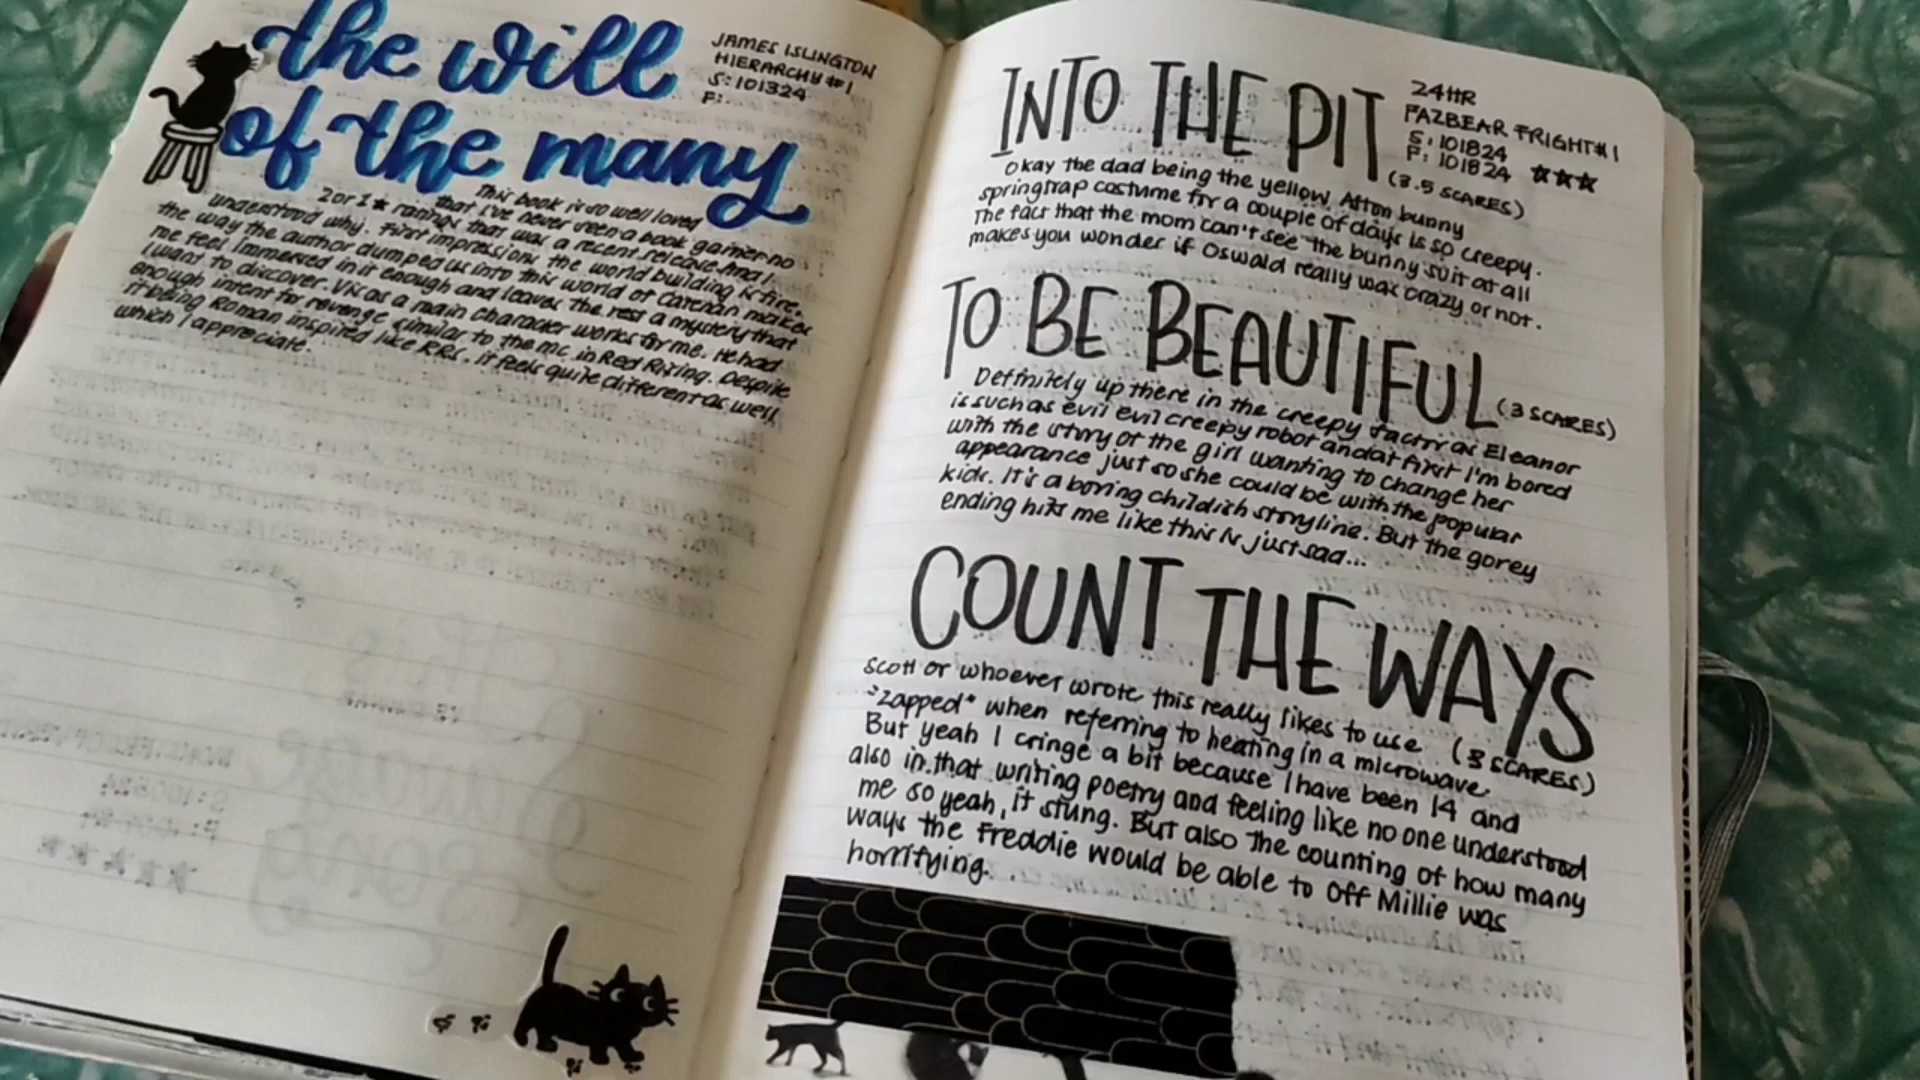 the will
of the many
JAMES ISLINGTON
HIERARCHY #1
S: 101324
F:
This book is so well loved
that I've never seen a book garner no
2 or 1★ ratings that was a recent release. And I
understood why. First impressions the world building is fire.
the way the author dumped us into this world of Catenan makes
me feel immersed in it enough and leaves the rest a mystery that
I want to discover. Vis as a main character works for me. He had
enough intent for revenge similar to the mc in Red Rising. Despite
it being Roman inspired like RRS, it feels quite different as well,
which I appreciate.
INTO THE PIT
24HR
FAZBEAR FRIGHT #1
S: 101824
F: 101824 ★★★
(3.5 SCARES)
Okay the dad being the yellow Afton bunny
springtrap costume for a couple of days is so creepy.
The fact that the mom can't see the bunny suit at all
makes you wonder if Oswald really was crazy or not.
TO BE BEAUTIFUL
(3 SCARES)
Definitely up there in the creepy factor as Eleanor
is such as evil evil creepy robot and at first I'm bored
with the story of the girl wanting to change her
appearance just so she could be with the popular
kids. It's a boring childish storyline. But the gorey
ending hits me like this is just sad...
COUNT THE WAYS
(3 SCARES)
Scott or whoever wrote this really likes to use
"zapped" when referring to heating in a microwave.
But yeah I cringe a bit because I have been 14 and
also in that writing poetry and feeling like no one understood
me so yeah, it stung. But also the counting of how many
ways the Freddie would be able to off Millie was
horrifying.